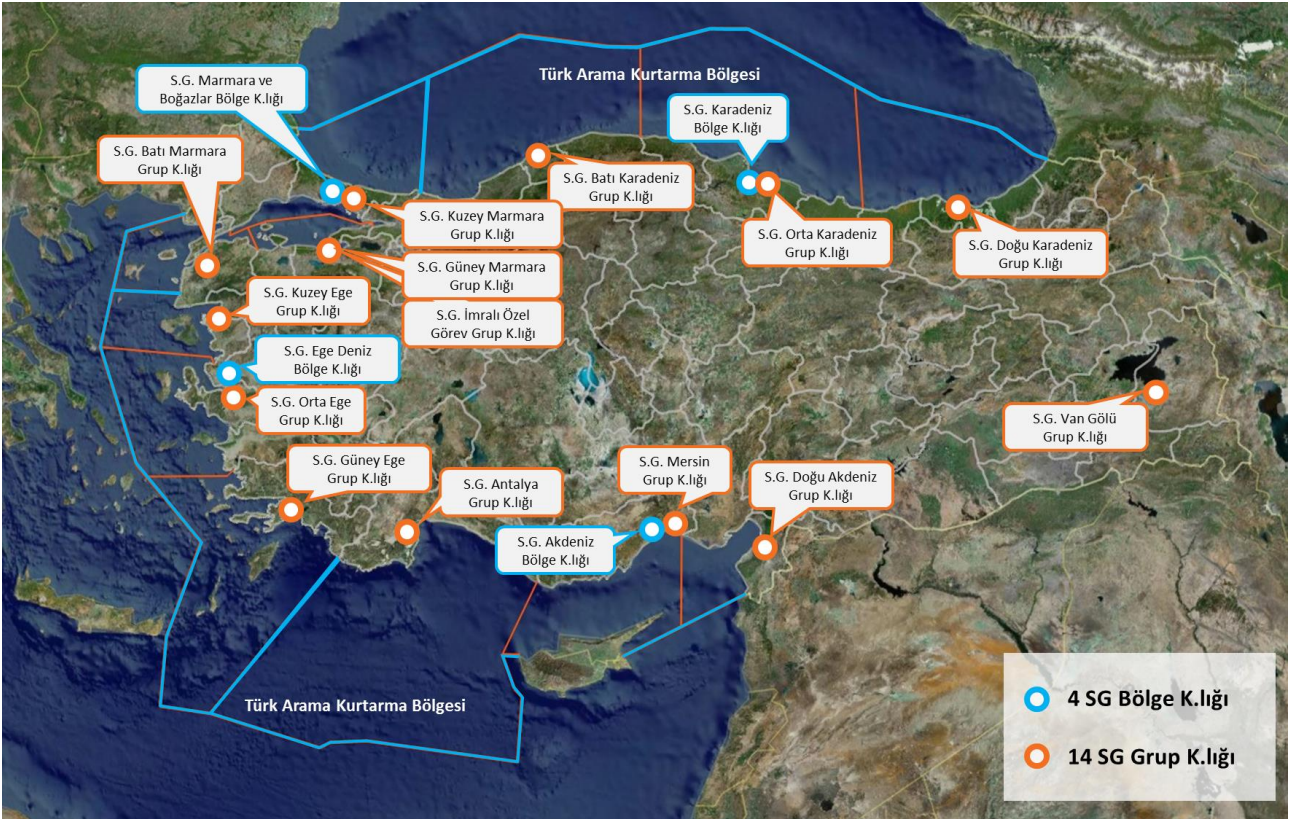 Türk Arama Kurtarma Bölgesi
S.G. Marmara ve
Boğazlar Bölge K.lığı
S.G. Karadeniz
Bölge K.lığı
S.G. Batı Marmara
Grup K.lığı
S.G. Batı Karadeniz
Grup K.lığı
S.G. Kuzey Marmara
Grup K.lığı
S.G. Orta Karadeniz
Grup K.lığı
S.G. Doğu Karadeniz
Grup K.lığı
S.G. Güney Marmara
Grup K.lığı
S.G. Kuzey Ege
Grup K.lığı
S.G. İmralı Özel
Görev Grup K.lığı
S.G. Ege Deniz
Bölge K.lığı
S.G. Orta Ege
Grup K.lığı
S.G. Van Gölü
Grup K.lığı
S.G. Güney Ege
Grup K.lığı
S.G. Antalya
Grup K.lığı
S.G. Mersin
Grup K.lığı
S.G. Doğu Akdeniz
Grup K.lığı
S.G. Akdeniz
Bölge K.lığı
Türk Arama Kurtarma Bölgesi
4 SG Bölge K.lığı
14 SG Grup K.lığı